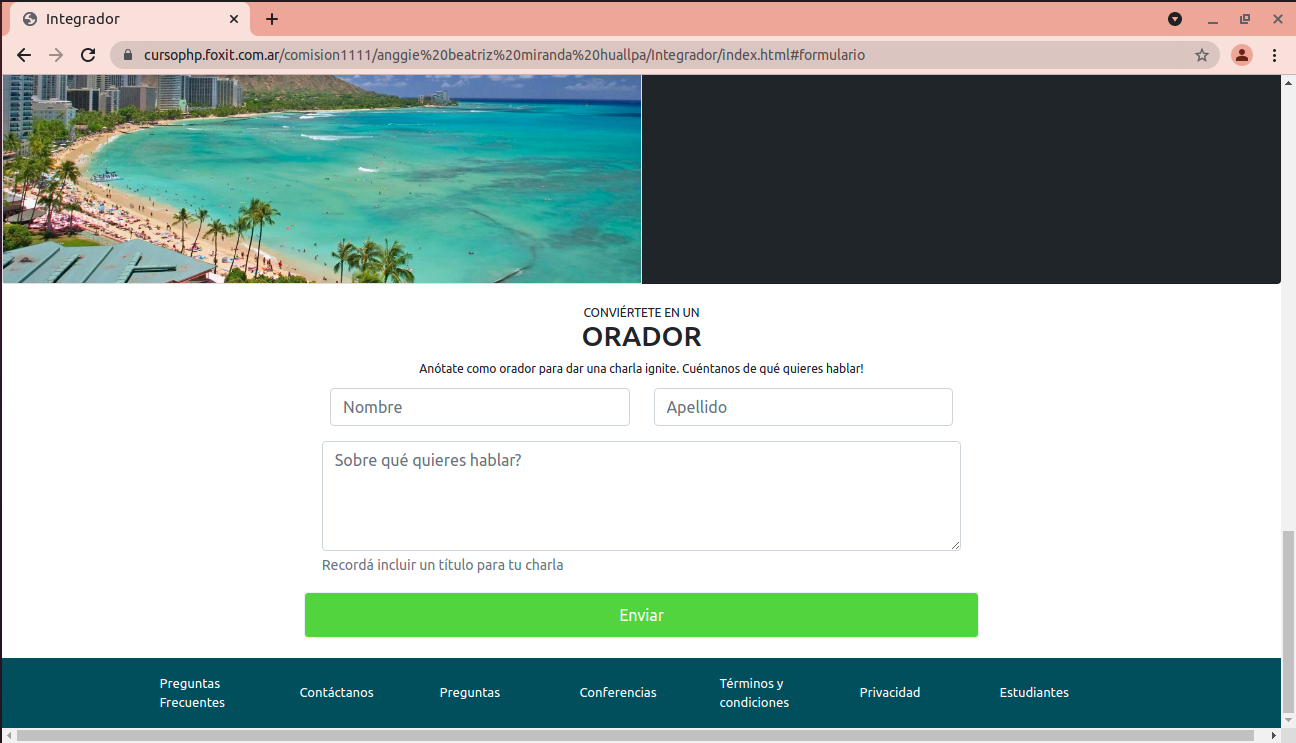 Integrador
cursophp.foxit.com.ar/comision1111/anggie%20beatriz%20miranda%20huallpa/Integrador/index.html#formulario
CONVIÉRTETE EN UN
ORADOR
Anótate como orador para dar una charla ignite. Cuéntanos de qué quieres hablar!
Nombre Apellido
Sobre qué quieres hablar?
Recordá incluir un título para tu charla
Enviar
Preguntas
Frecuentes
Contáctanos
Preguntas
Conferencias
Términos y
condiciones
Privacidad
Estudiantes